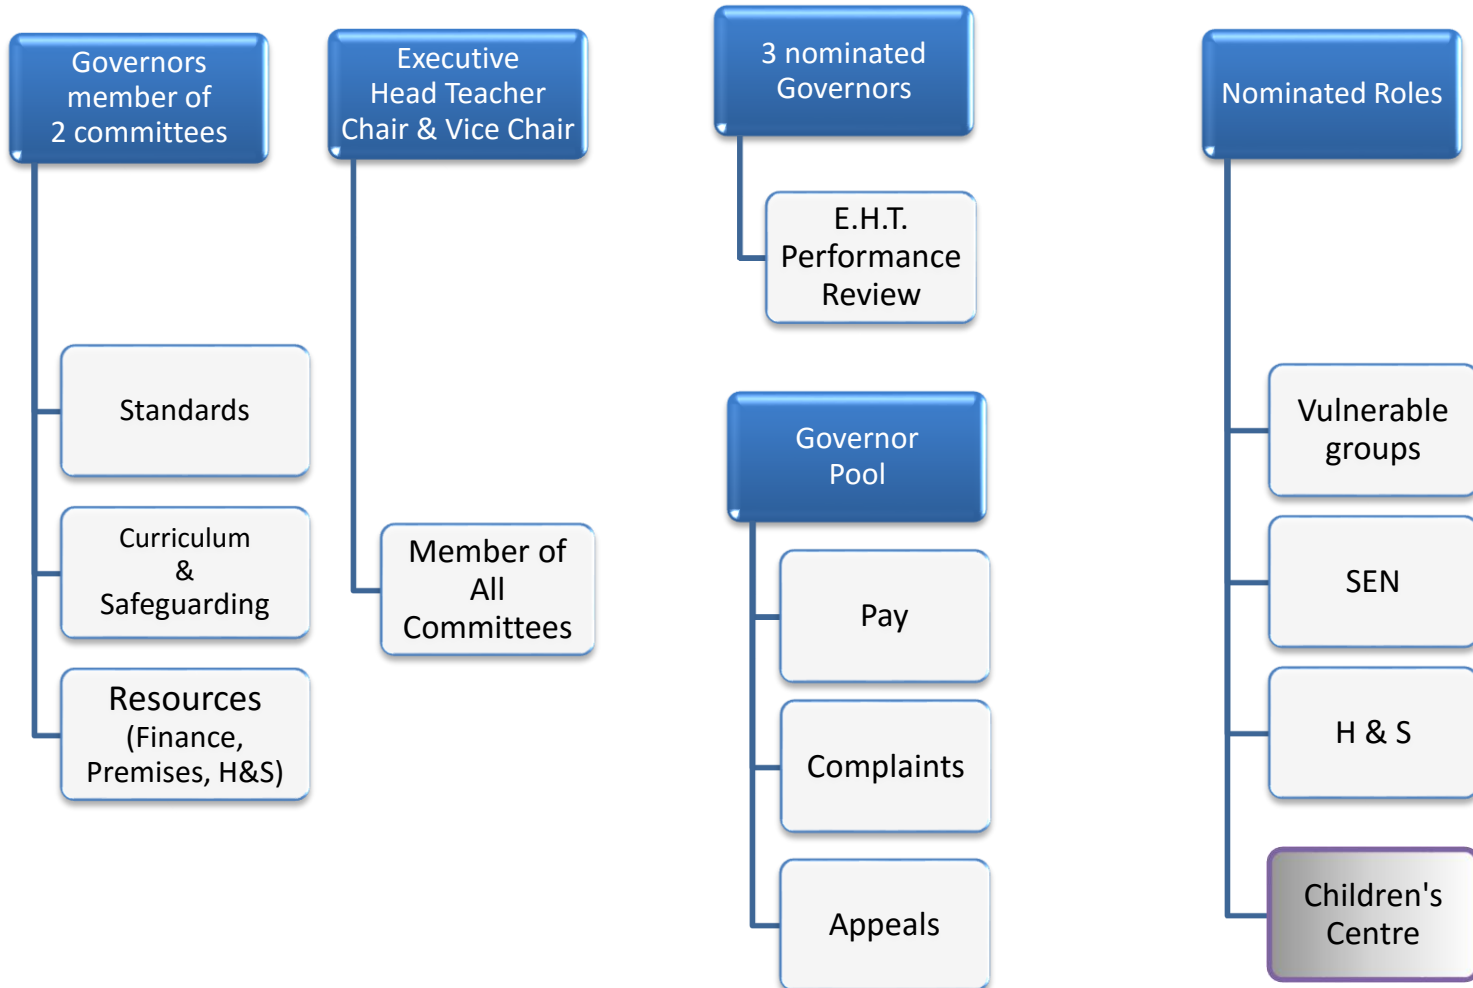 Governors
member of
2 committees
Standards
Curriculum
&
Safeguarding
Resources
(Finance,
Premises, H&S)
Executive
Head Teacher
Chair & Vice Chair
Member of
All
Committees
3 nominated
Governors
E.H.T.
Performance
Review
Governor
Pool
Pay
Complaints
Appeals
Nominated Roles
Vulnerable
groups
SEN
H & S
Children's
Centre